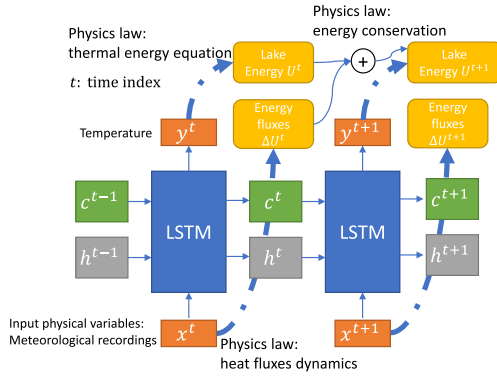 Physics law:
thermal energy equation
Physics law:
energy conservation
t: time index
Lake
Energy U^t
+
Lake
Energy U^{t+1}
Energy
fluxes
ΔU^t
Energy
fluxes
ΔU^{t+1}
Temperature
y^t
y^{t+1}
c^{t-1}
LSTM
c^t
LSTM
c^{t+1}
h^{t-1}
h^t
h^{t+1}
Input physical variables:
Meteorological recordings
x^t
x^{t+1}
Physics law:
heat fluxes dynamics